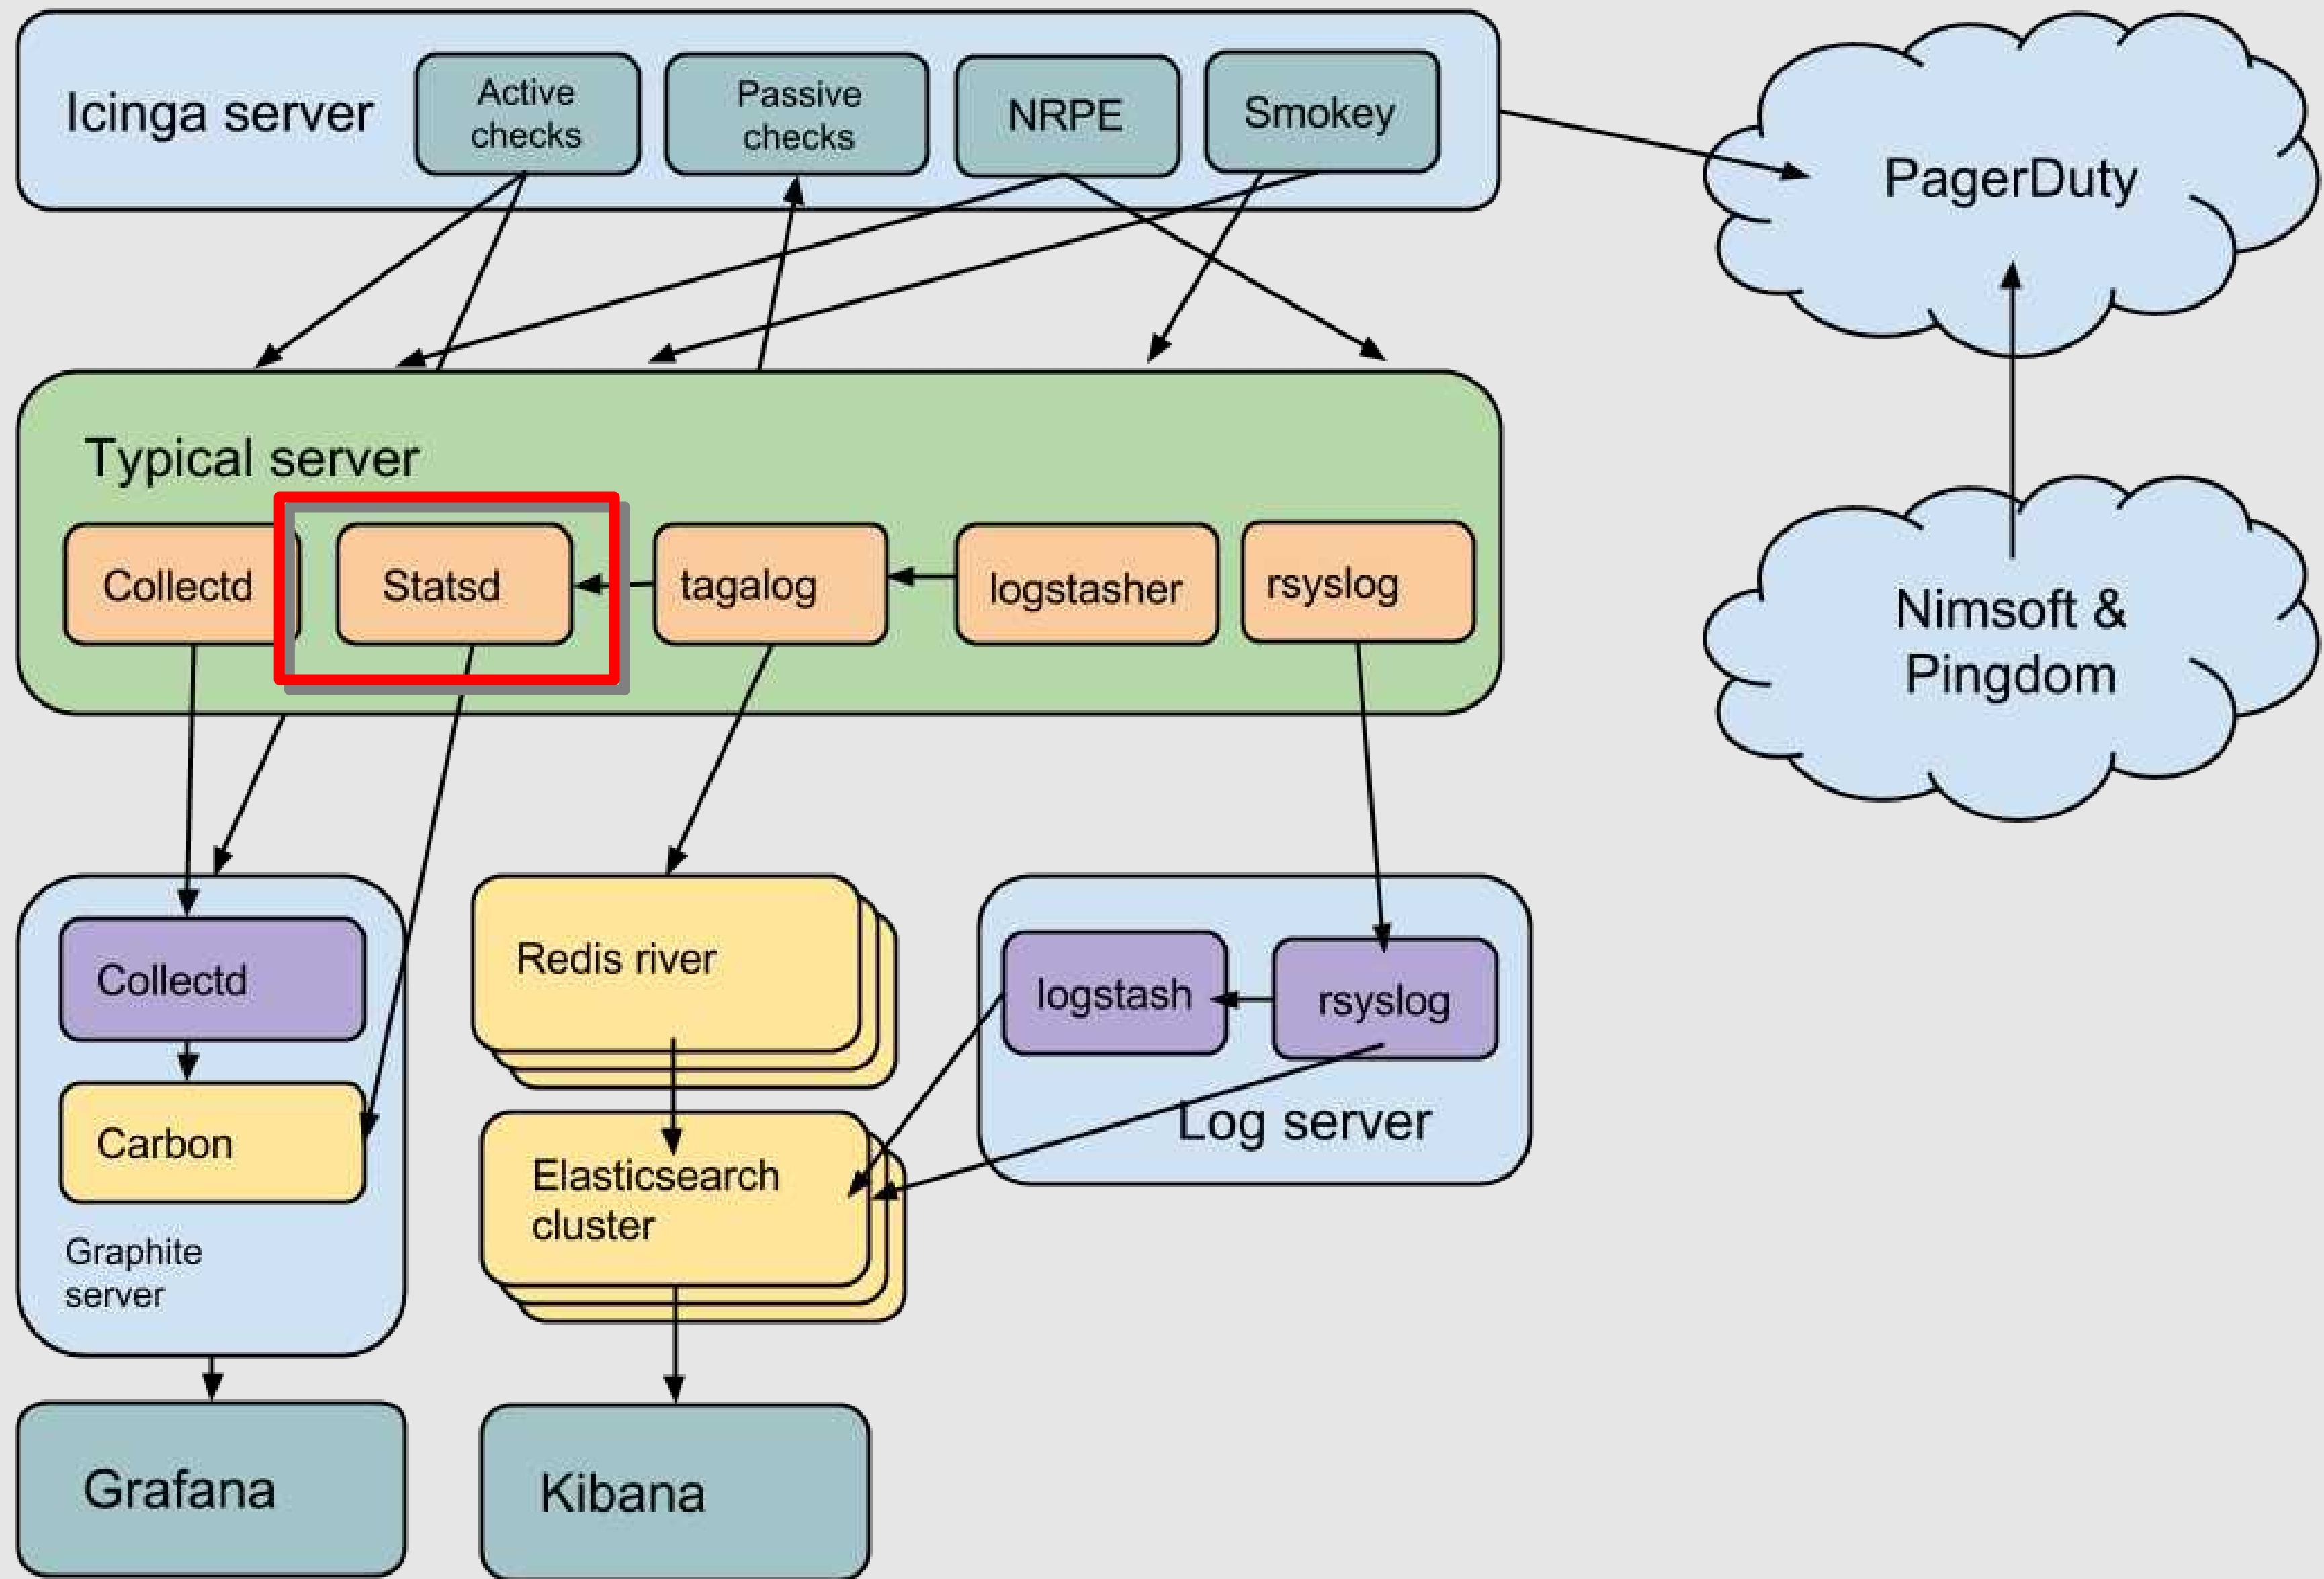 Icinga server
Active
checks
Passive
checks
NRPE
Smokey
PagerDuty
Typical server
Collectd
Statsd
tagalog
logstasher
rsyslog
Nimsoft &
Pingdom
Collectd
Carbon
Graphite
server
Redis river
Elasticsearch
cluster
logstash
rsyslog
Log server
Grafana
Kibana